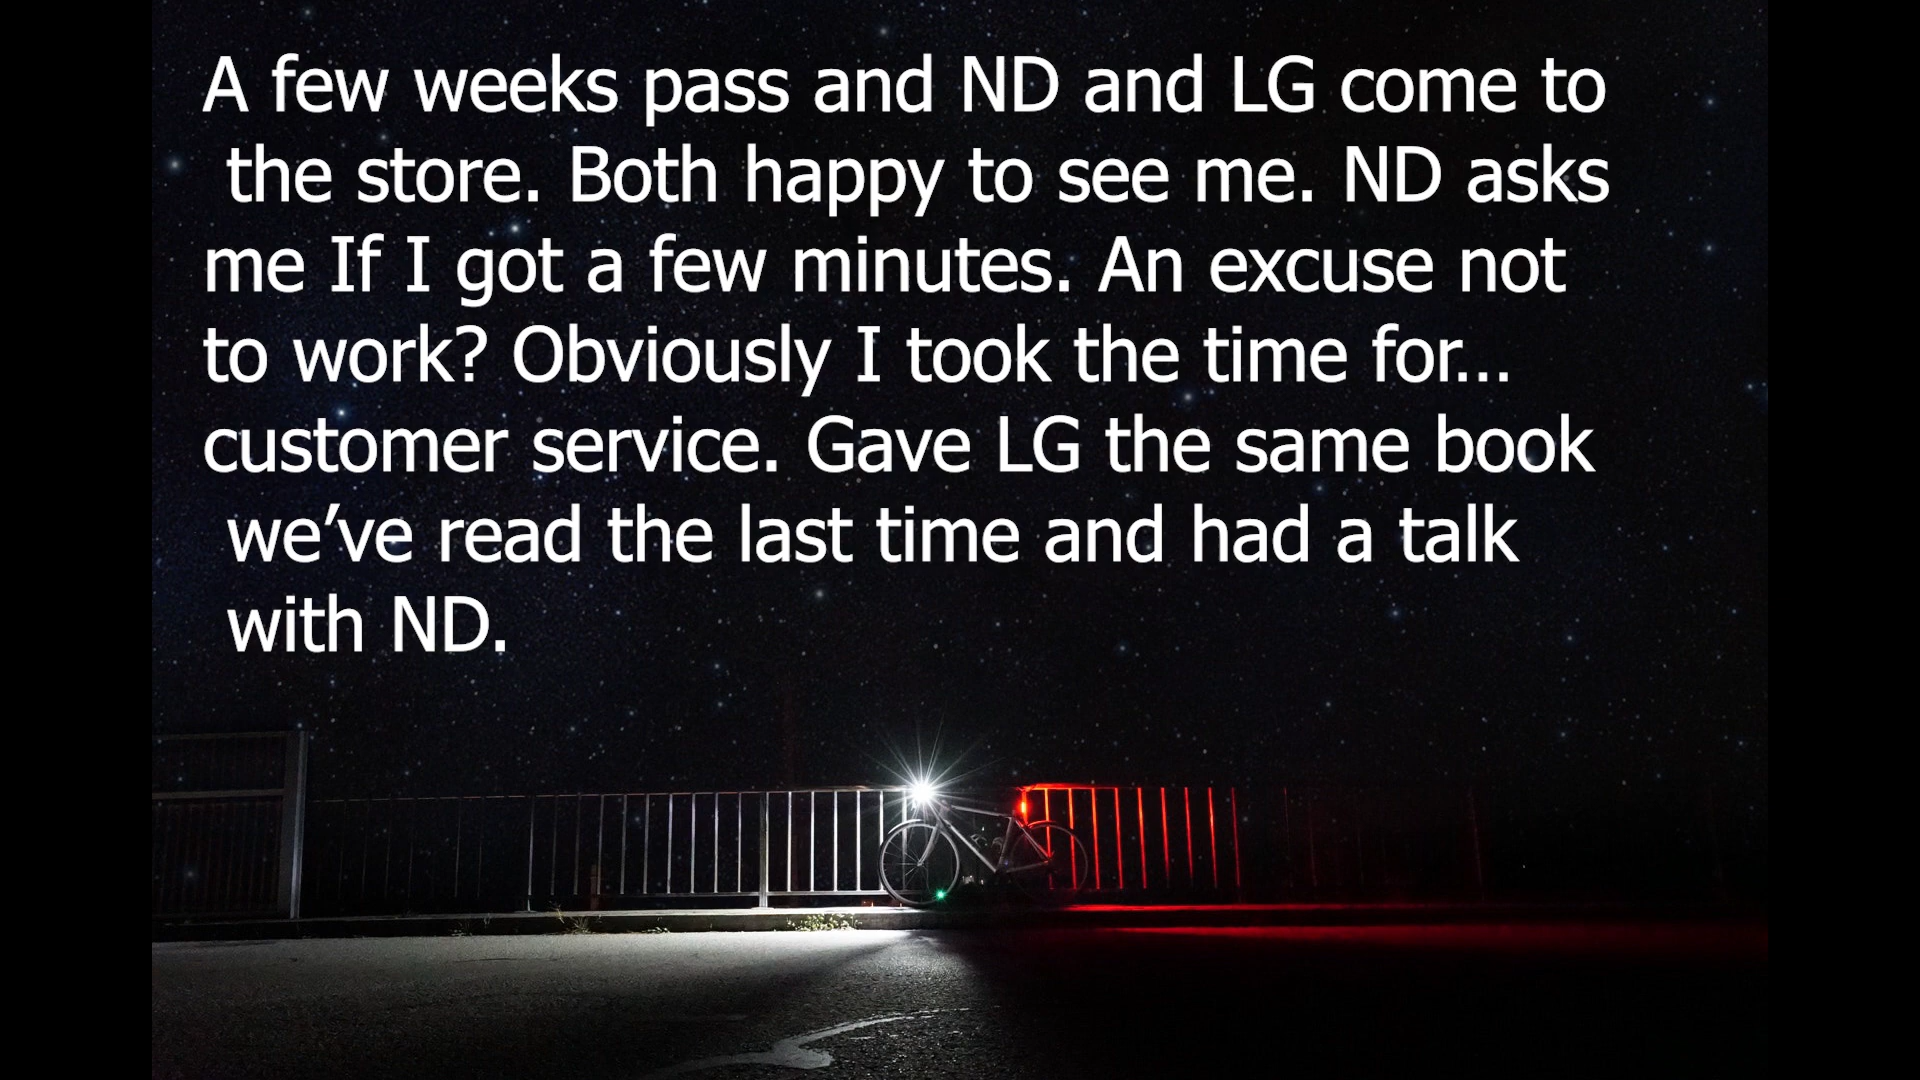 A few weeks pass and ND and LG come to
the store. Both happy to see me. ND asks
me If I got a few minutes. An excuse not
to work? Obviously I took the time for...
customer service. Gave LG the same book
we’ve read the last time and had a talk
with ND.